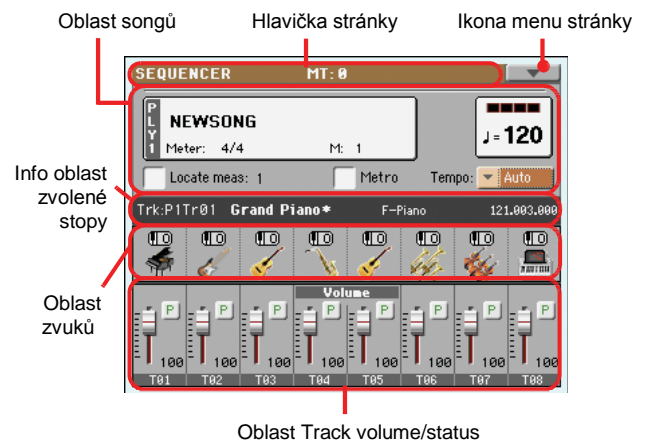 Oblast songů Hlavička stránky Ikona menu stránky
SEQUENCER MT:0
PLY1
NEWSONG
Meter: 4/4 M: 1
♩=120
Locate meas: 1 Metro Tempo: Auto
Info oblast
zvolené
stopy
Trk:P1Tr01 Grand Piano* F-Piano 121.003.000
Oblast
zvuků
Volume
P P P P P P P P
100 100 100 100 100 100 100 100
T01 T02 T03 T04 T05 T06 T07 T08
Oblast Track volume/status